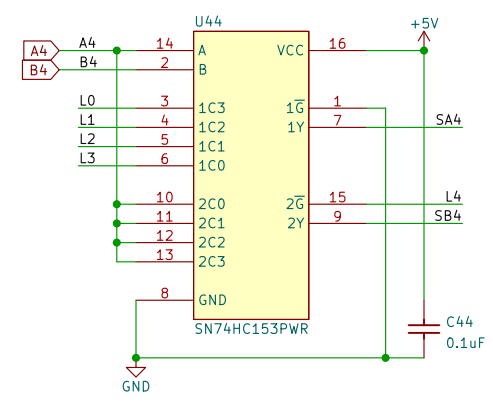 U44
+5V
A4 A4 14 A VCC 16
B4 B4 2 B
L0 3 1C3 1G 1
L1 4 1C2 1Y 7 SA4
L2 5 1C1
L3 6 1C0
10 2C0 2G 15 L4
11 2C1 2Y 9 SB4
12 2C2
13 2C3
8 GND
SN74HC153PWR
C44
0.1uF
GND